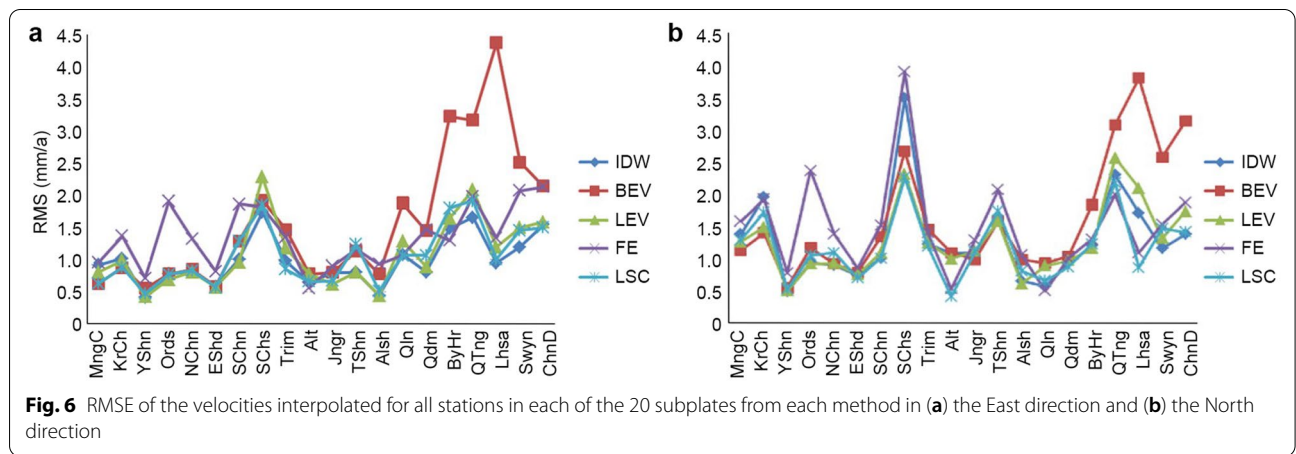 a
b
4.5
4.0
3.5
3.0
2.5
2.0
1.5
1.0
0.5
0
RMS (mm/a)
MngC
KrCh
YShn
Ords
NChn
EShd
SChn
SChs
Trim
Alt
Jngr
TShn
Alsh
Qln
Qdm
ByHr
QTng
Lhsa
Swyn
ChnD
IDW
BEV
LEV
FE
LSC
4.5
4.0
3.5
3.0
2.5
2.0
1.5
1.0
0.5
0
MngC
KrCh
YShn
Ords
NChn
EShd
SChn
SChs
Trim
Alt
Jngr
TShn
Alsh
Qln
Qdm
ByHr
QTng
Lhsa
Swyn
ChnD
IDW
BEV
LEV
FE
LSC
Fig. 6 RMSE of the velocities interpolated for all stations in each of the 20 subplates from each method in (a) the East direction and (b) the North
direction